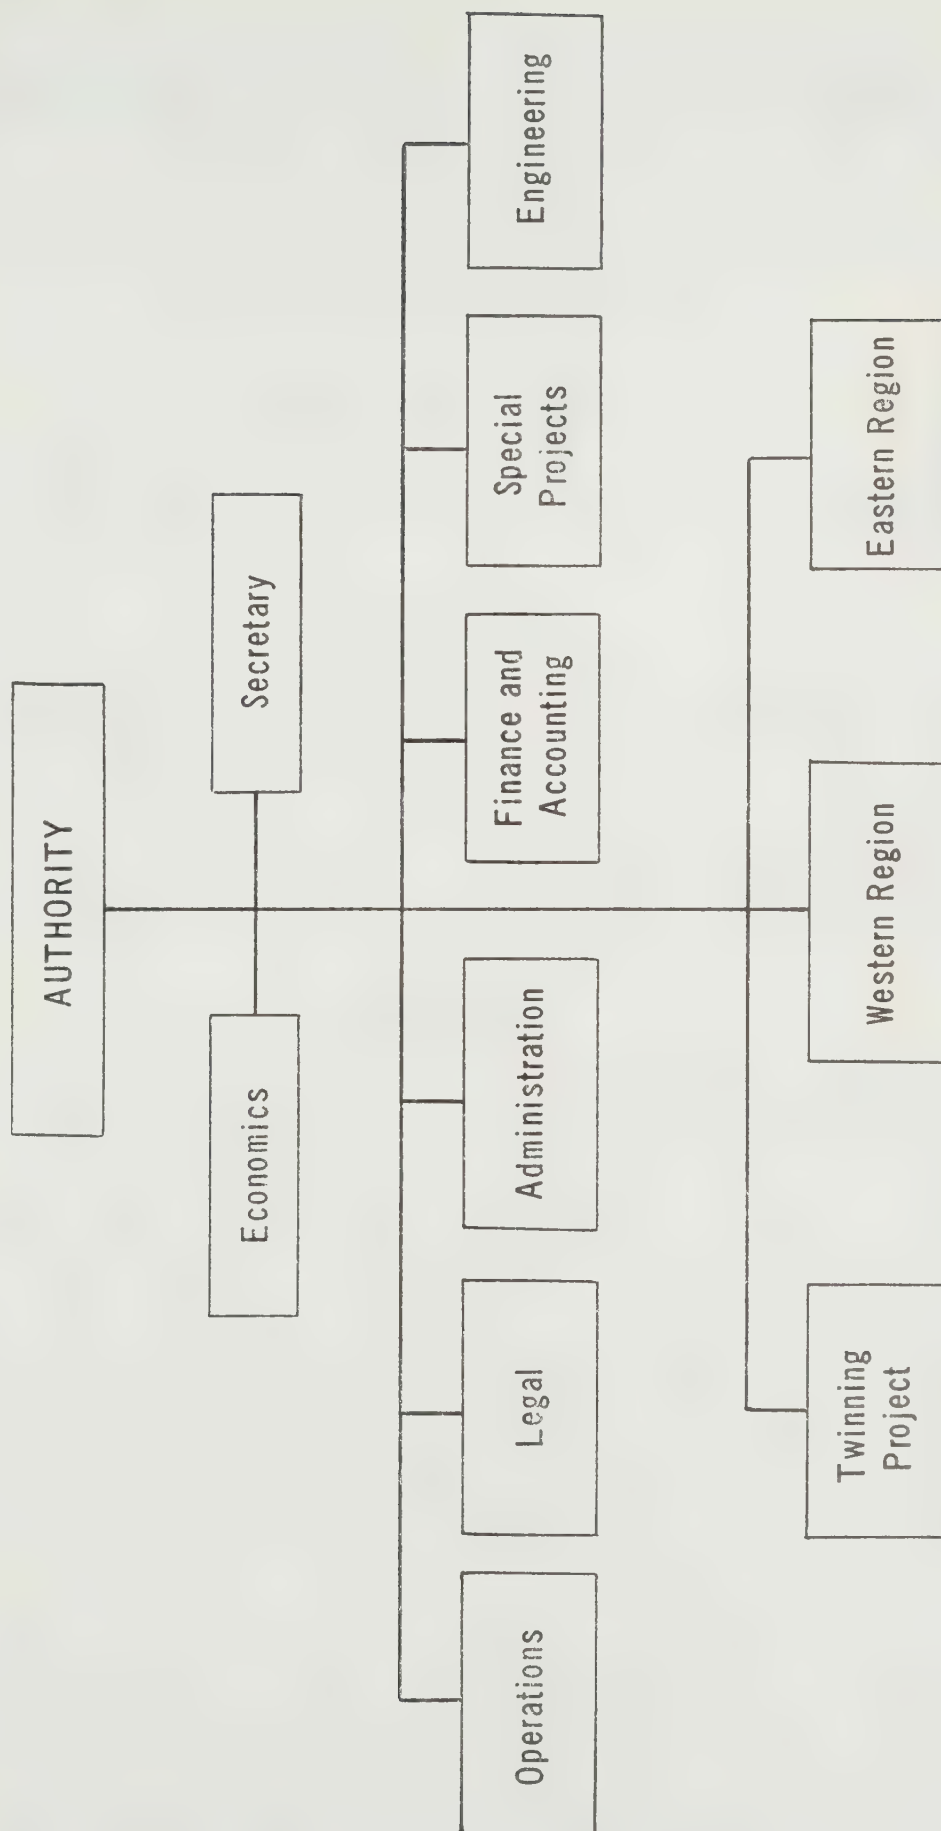 AUTHORITY
Economics
Secretary
Operations
Legal
Administration
Finance and
Accounting
Special
Projects
Engineering
Twinning
Project
Western Region
Eastern Region